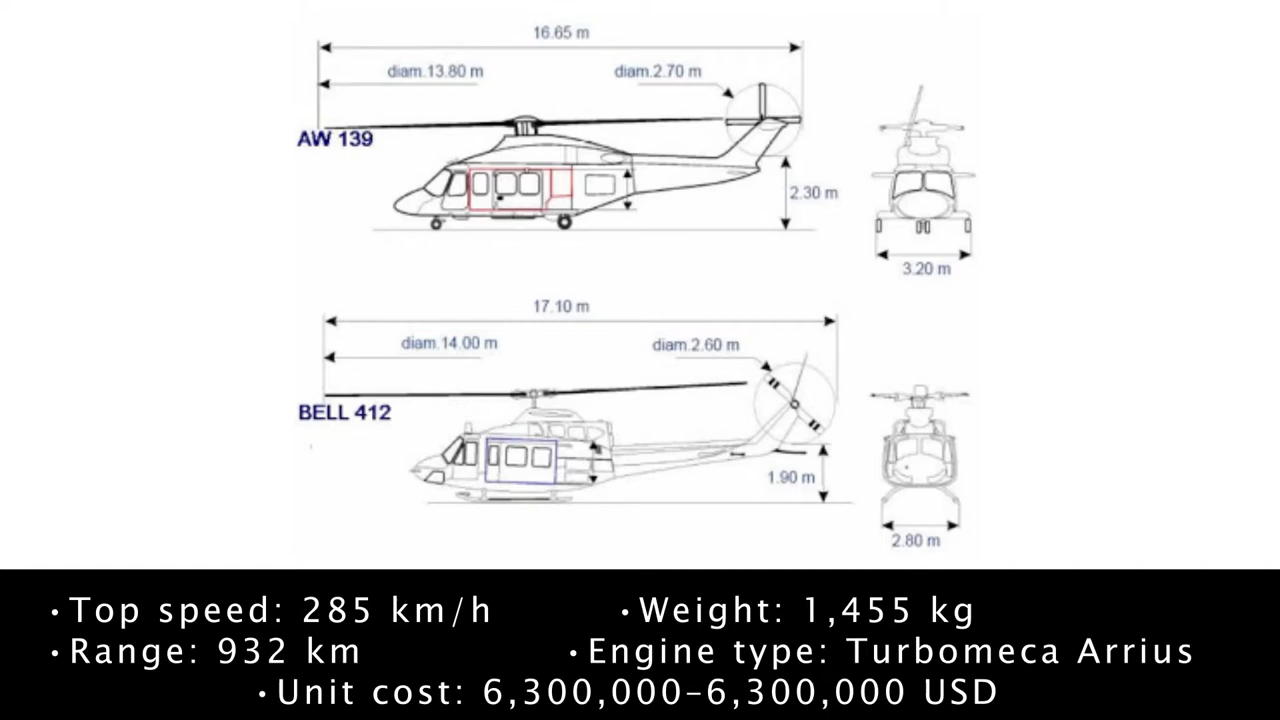 16.65 m
diam.13.80 m
diam.2.70 m
AW 139
2.30 m
3.20 m
17.10 m
diam.14.00 m
diam.2.60 m
BELL 412
1.90 m
2.80 m
•Top speed: 285 km/h
•Weight: 1,455 kg
•Range: 932 km
•Engine type: Turbomeca Arrius
•Unit cost: 6,300,000–6,300,000 USD